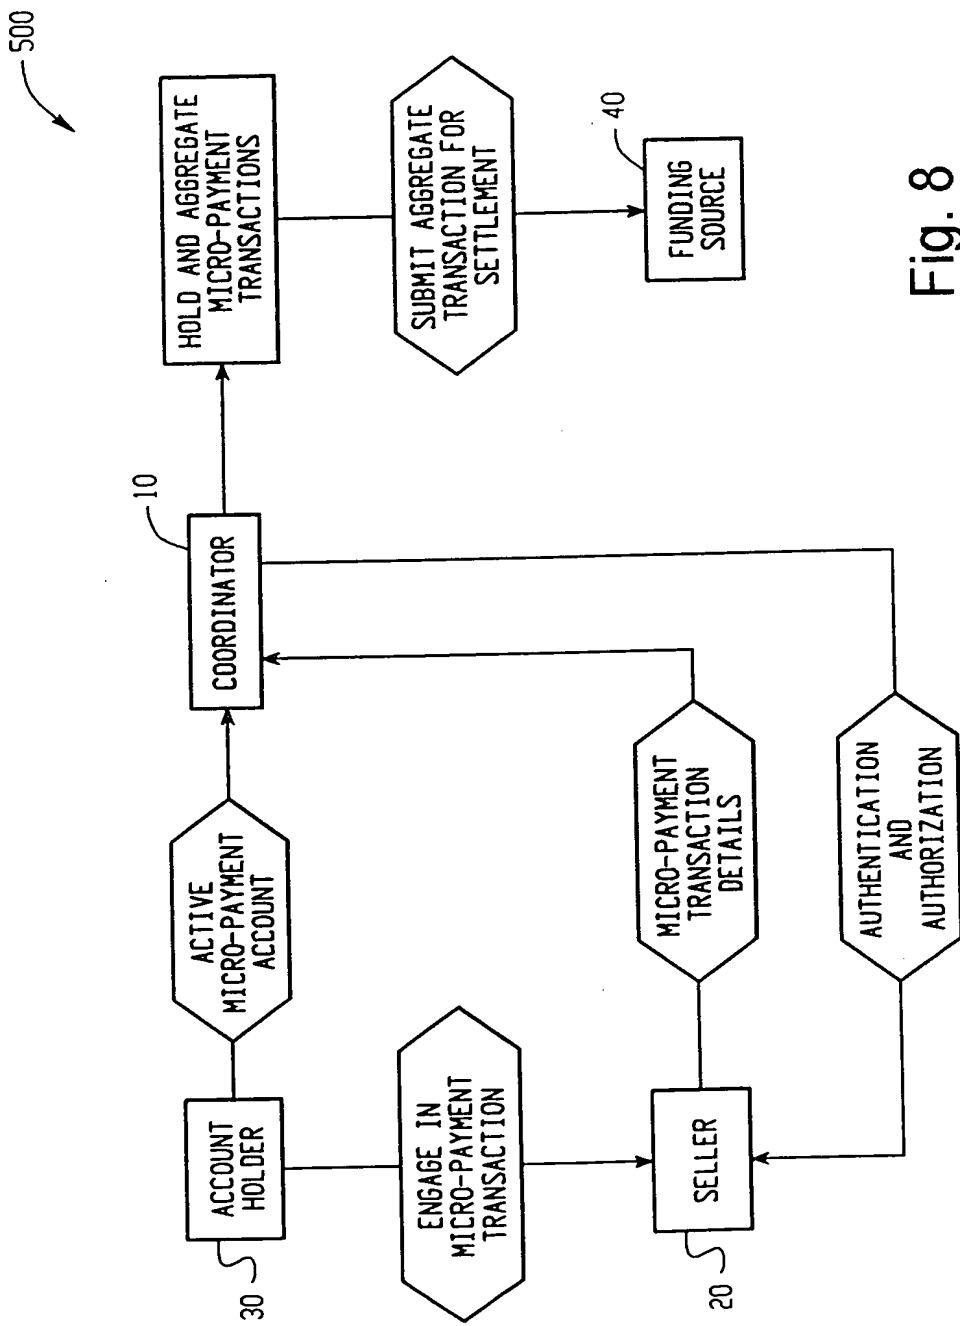 500
ACCOUNT
HOLDER
30
ACTIVE
MICRO-PAYMENT
ACCOUNT
COORDINATOR
10
HOLD AND AGGREGATE
MICRO-PAYMENT
TRANSACTIONS
ENGAGE IN
MICRO-PAYMENT
TRANSACTION
SUBMIT AGGREGATE
TRANSACTION FOR
SETTLEMENT
SELLER
20
MICRO-PAYMENT
TRANSACTION
DETAILS
FUNDING
SOURCE
40
AUTHENTICATION
AND
AUTHORIZATION
Fig. 8